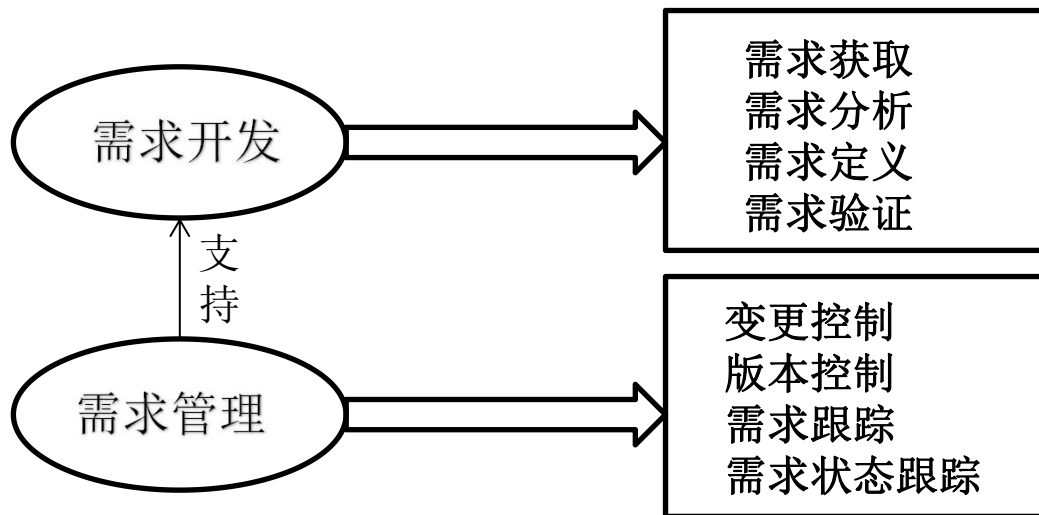 需求开发
需求获取
需求分析
需求定义
需求验证
支
持
需求管理
变更控制
版本控制
需求跟踪
需求状态跟踪